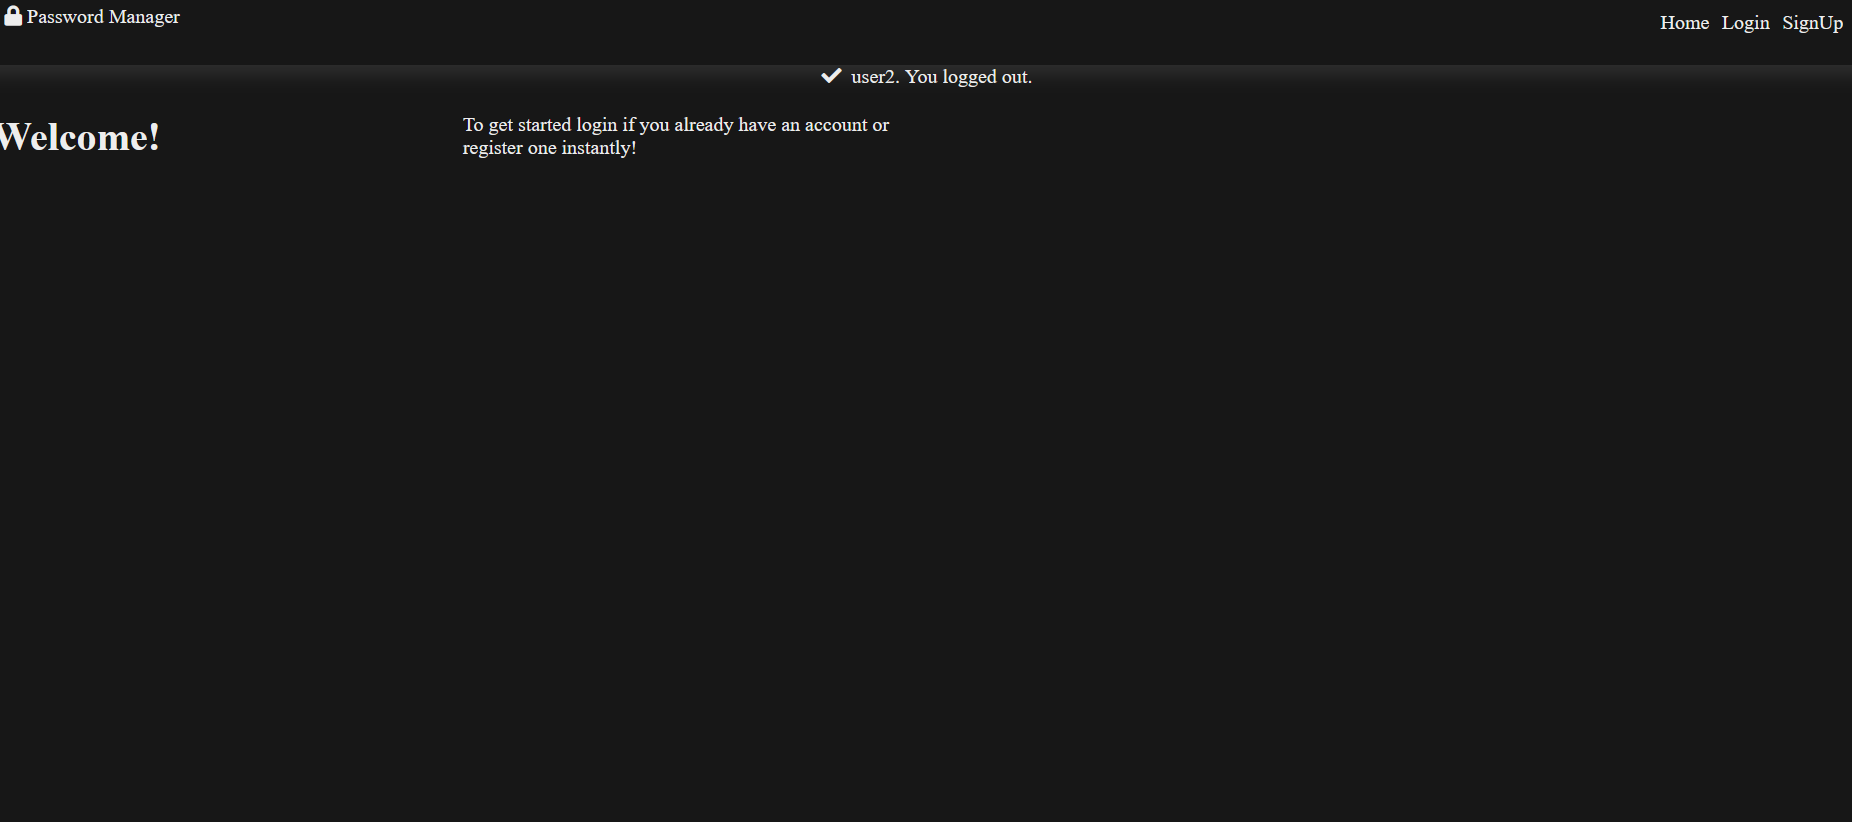 Password Manager
Home Login SignUp
user2. You logged out.
Welcome!
To get started login if you already have an account or
register one instantly!